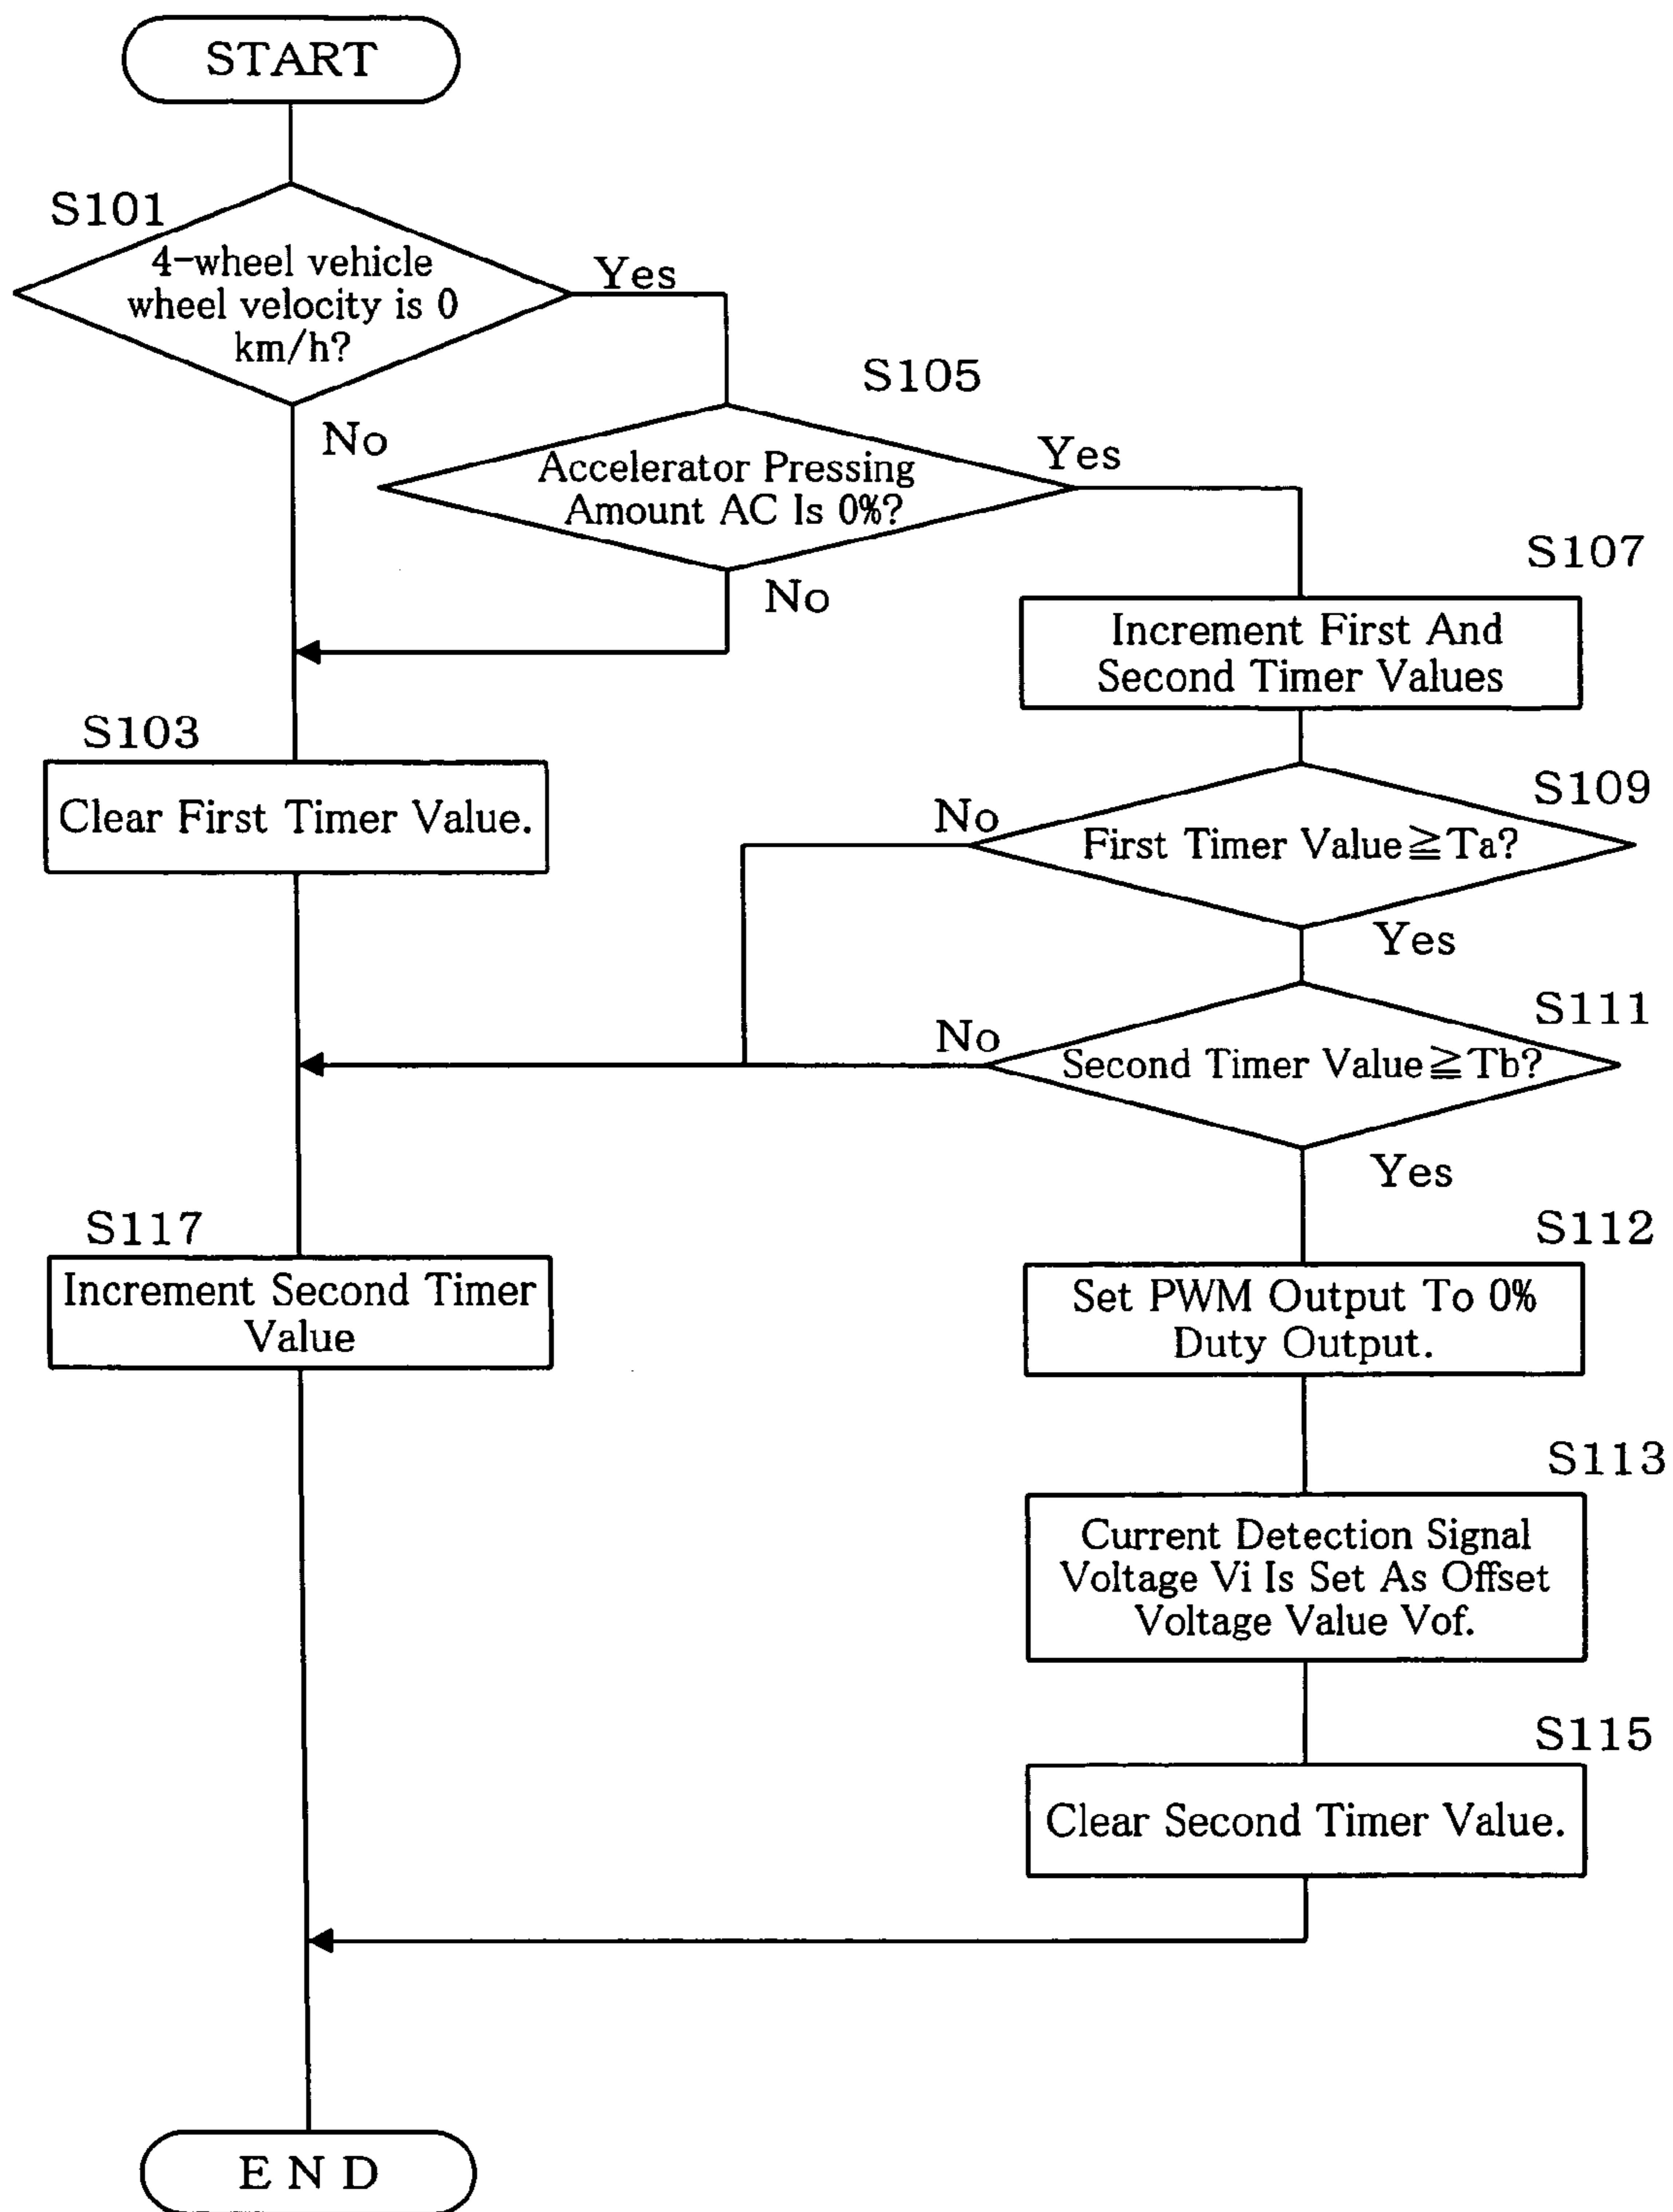 START
S101
4-wheel vehicle
wheel velocity is 0
km/h?
Yes
No
S105
Accelerator Pressing
Amount AC Is 0%?
Yes
No
S107
Increment First And
Second Timer Values
S103
Clear First Timer Value.
S109
First Timer Value≧Ta?
No
Yes
S111
Second Timer Value≧Tb?
No
Yes
S117
Increment Second Timer
Value
S112
Set PWM Output To 0%
Duty Output.
S113
Current Detection Signal
Voltage Vi Is Set As Offset
Voltage Value Vof.
S115
Clear Second Timer Value.
END